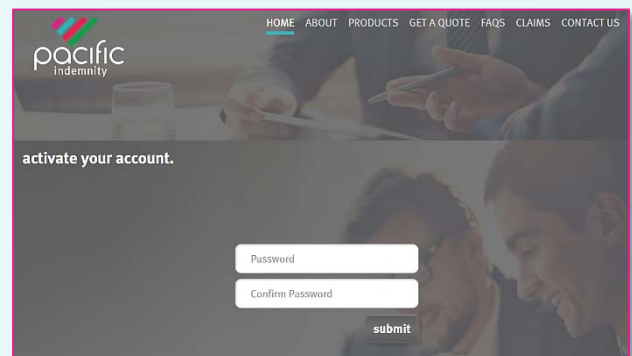 pacific
indemnity
HOME ABOUT PRODUCTS GET A QUOTE FAQS CLAIMS CONTACT US
activate your account.
Password
Confirm Password
submit